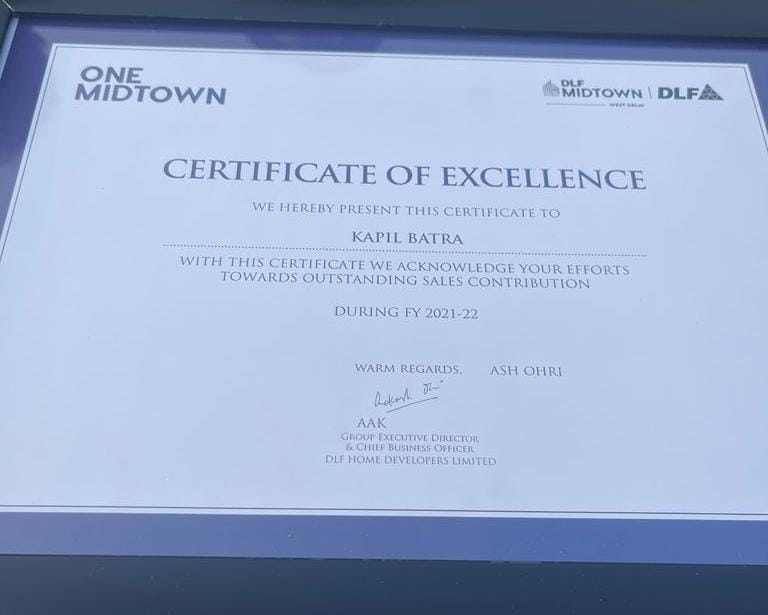 ONE
MIDTOWN
DLF
MIDTOWN
WEST DELHI
DLF
CERTIFICATE OF EXCELLENCE
WE HEREBY PRESENT THIS CERTIFICATE TO
KAPIL BATRA
WITH THIS CERTIFICATE WE ACKNOWLEDGE YOUR EFFORTS
TOWARDS OUTSTANDING SALES CONTRIBUTION
DURING FY 2021-22
WARM REGARDS,
AAK ASH OHRI
GROUP EXECUTIVE DIRECTOR
& CHIEF BUSINESS OFFICER
DLF HOME DEVELOPERS LIMITED